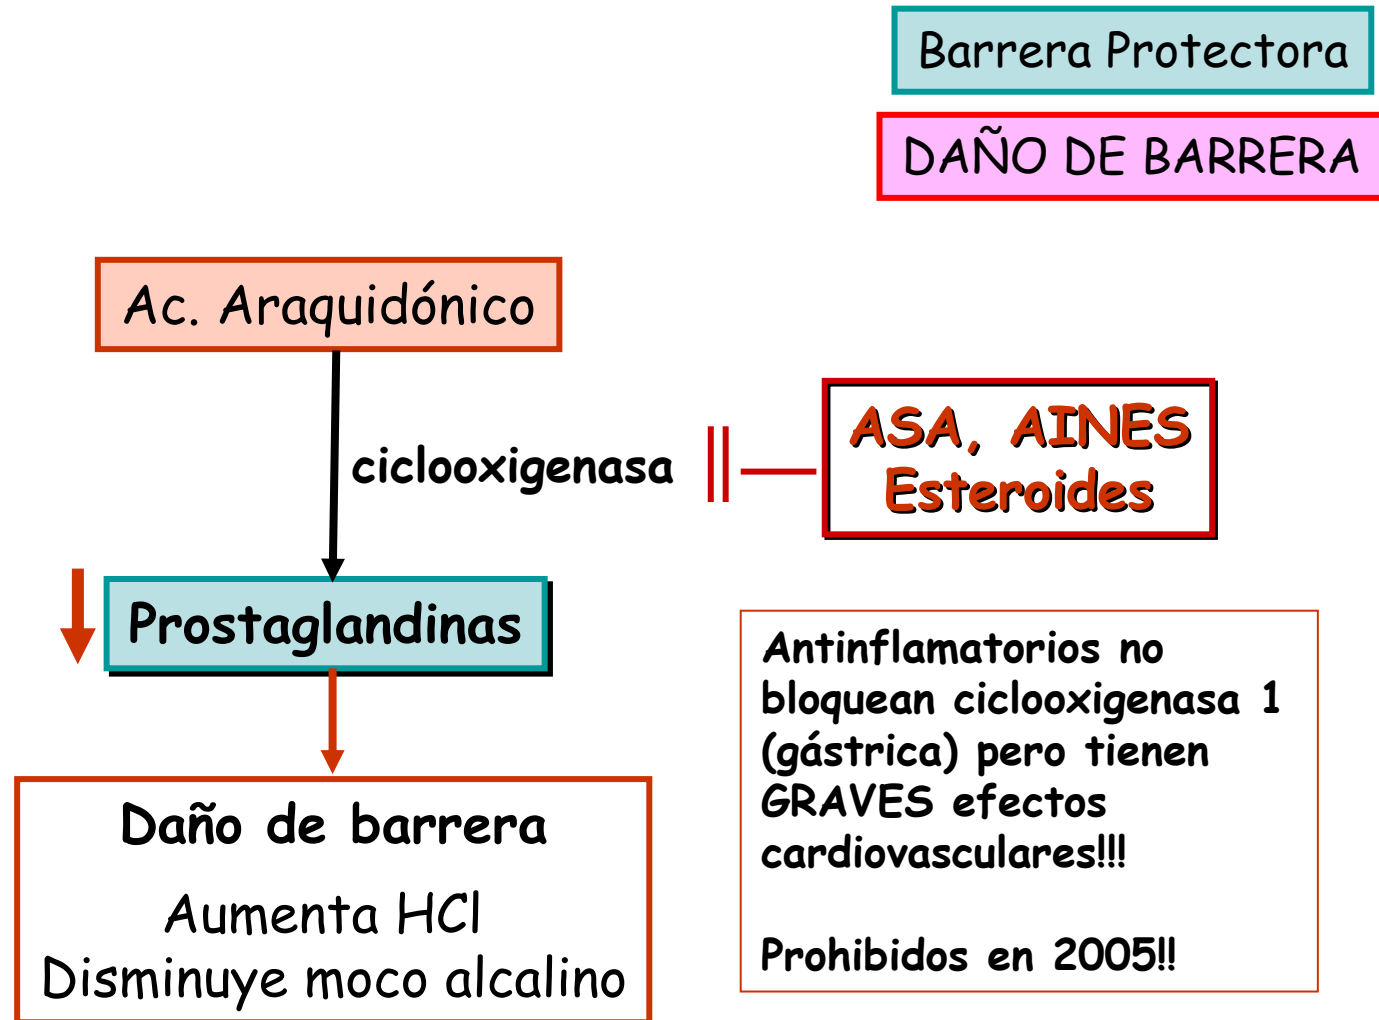 Barrera Protectora
DAÑO DE BARRERA
Ac. Araquidónico
ciclooxigenasa
ASA, AINES
Esteroides
Prostaglandinas
Daño de barrera
Aumenta HCl
Disminuye moco alcalino
Antinflamatorios no
bloquean ciclooxigenasa 1
(gástrica) pero tienen
GRAVES efectos
cardiovasculares!!!
Prohibidos en 2005!!